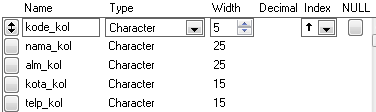 Name Type Width Decimal Index NULL
kode_kol Character 5
nama_kol Character 25
alm_kol Character 25
kota_kol Character 15
telp_kol Character 15